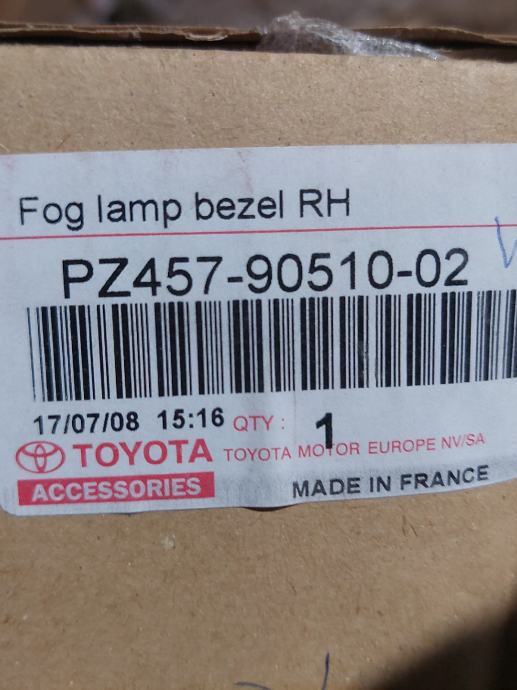 Fog lamp bezel RH
PZ457-90510-02
17/07/08 15:16 QTY : 1
TOYOTA TOYOTA MOTOR EUROPE NV/SA
ACCESSORIES MADE IN FRANCE